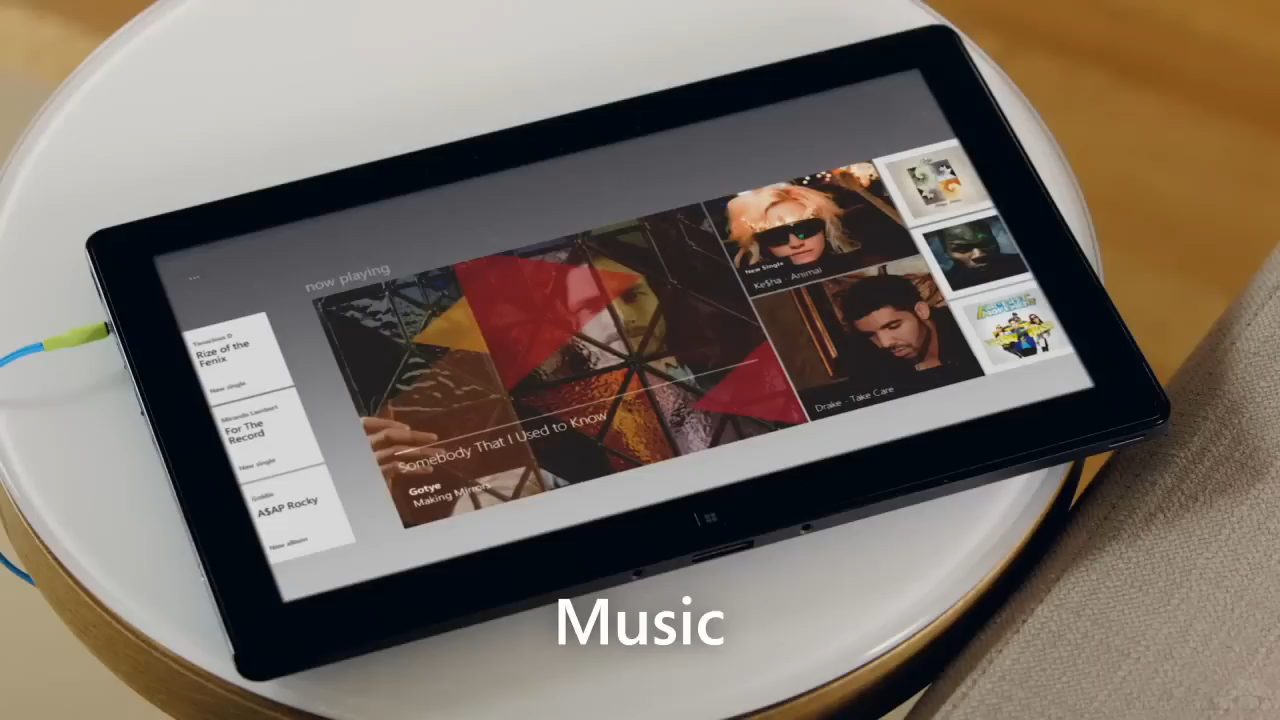 ...
now playing
Tenacious D
Rize of the
Fenix
New single
Miranda Lambert
For The
Record
New single
Goldie
A$AP Rocky
New album
Somebody That I Used to Know
Gotye
Making Mirrors
New Single
Ke$ha - Animal
Drake - Take Care
Music